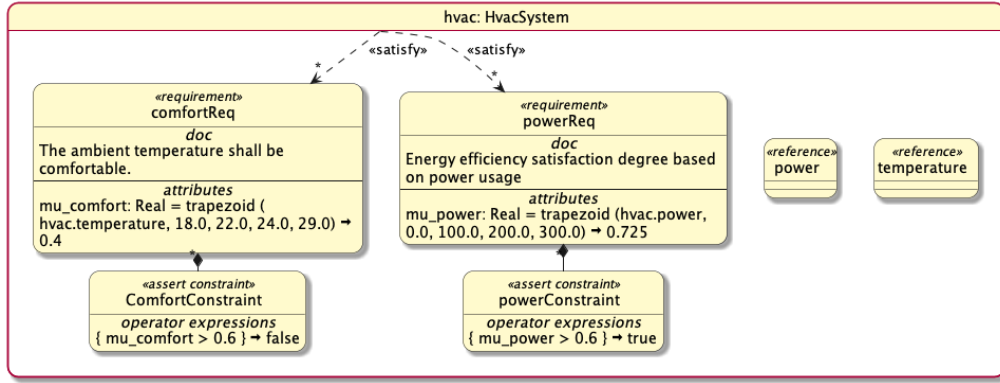 hvac: HvacSystem
«satisfy»
«satisfy»
*
*
«requirement»
comfortReq
doc
The ambient temperature shall be
comfortable.
attributes
mu_comfort: Real = trapezoid (
hvac.temperature, 18.0, 22.0, 24.0, 29.0) ➞
0.4
*
«assert constraint»
ComfortConstraint
operator expressions
{ mu_comfort > 0.6 } ➞ false
«requirement»
powerReq
doc
Energy efficiency satisfaction degree based
on power usage
attributes
mu_power: Real = trapezoid (hvac.power,
0.0, 100.0, 200.0, 300.0) ➞ 0.725
*
«assert constraint»
powerConstraint
operator expressions
{ mu_power > 0.6 } ➞ true
«reference»
power
«reference»
temperature